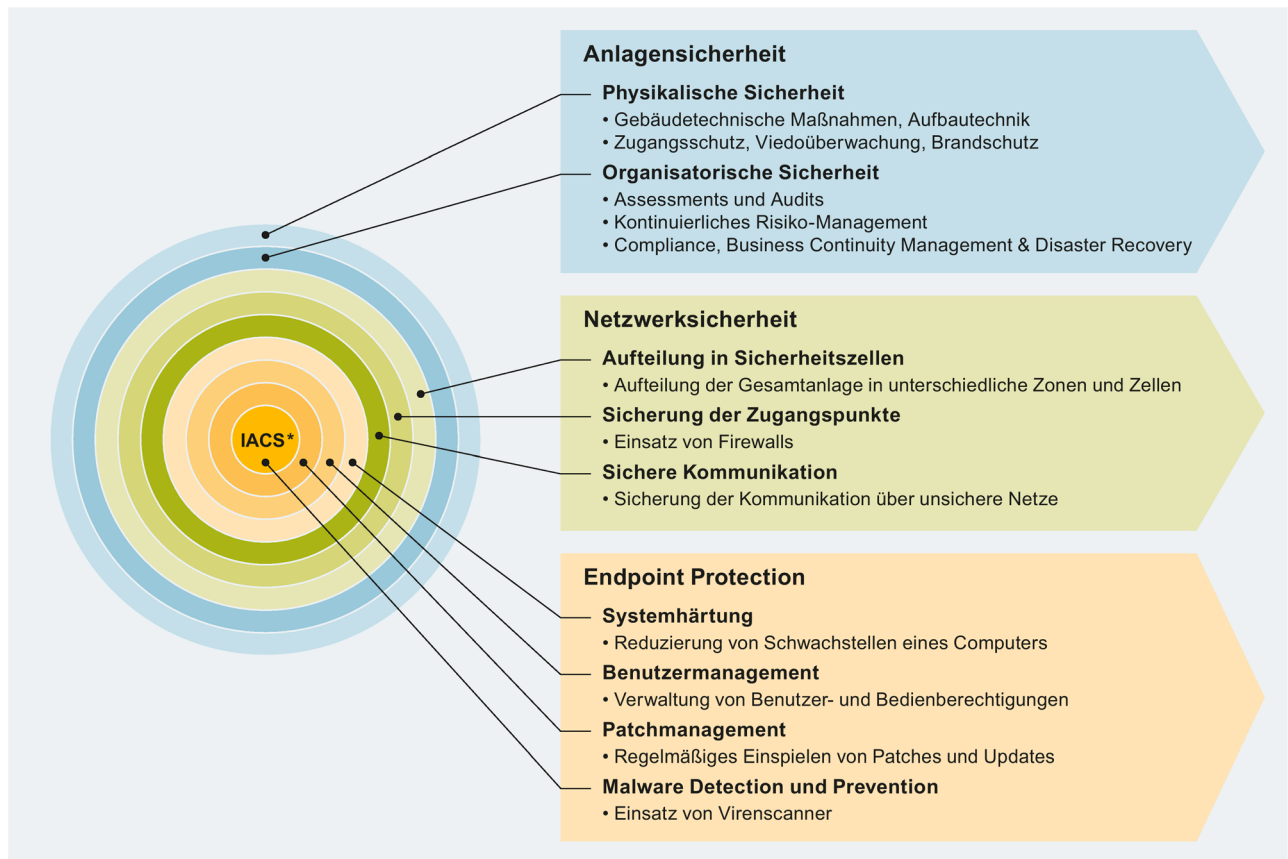 Anlagensicherheit
Physikalische Sicherheit
• Gebäudetechnische Maßnahmen, Aufbautechnik
• Zugangsschutz, Viedoüberwachung, Brandschutz
Organisatorische Sicherheit
• Assessments und Audits
• Kontinuierliches Risiko-Management
• Compliance, Business Continuity Management & Disaster Recovery
Netzwerksicherheit
Aufteilung in Sicherheitszellen
• Aufteilung der Gesamtanlage in unterschiedliche Zonen und Zellen
Sicherung der Zugangspunkte
• Einsatz von Firewalls
Sichere Kommunikation
• Sicherung der Kommunikation über unsichere Netze
IACS*
Endpoint Protection
Systemhärtung
• Reduzierung von Schwachstellen eines Computers
Benutzermanagement
• Verwaltung von Benutzer- und Bedienberechtigungen
Patchmanagement
• Regelmäßiges Einspielen von Patches und Updates
Malware Detection und Prevention
• Einsatz von Virenscanner